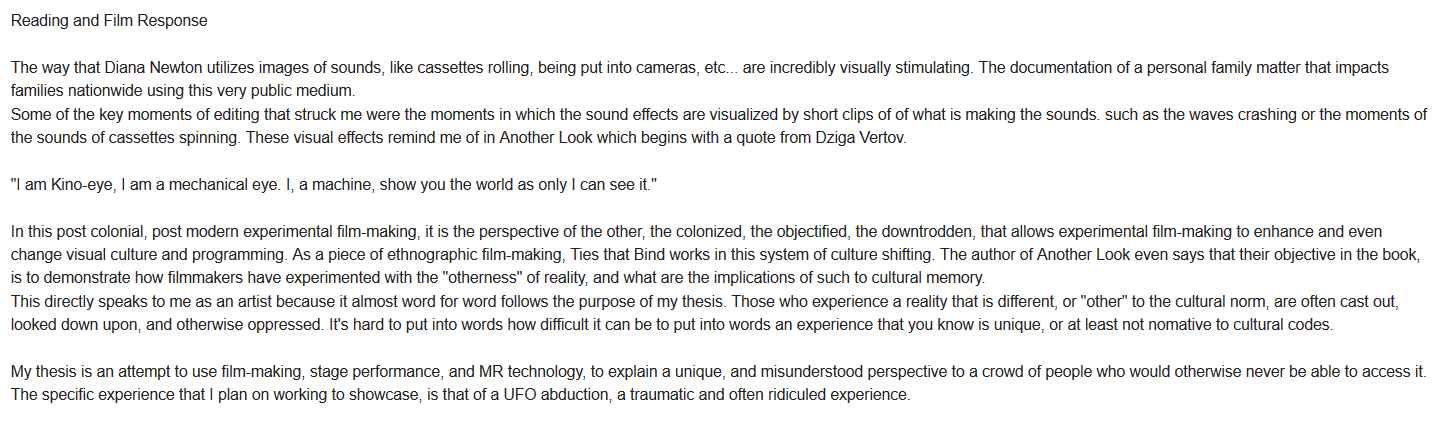 Reading and Film Response
The way that Diana Newton utilizes images of sounds, like cassettes rolling, being put into cameras, etc... are incredibly visually stimulating. The documentation of a personal family matter that impacts
families nationwide using this very public medium.
Some of the key moments of editing that struck me were the moments in which the sound effects are visualized by short clips of of what is making the sounds. such as the waves crashing or the moments of
the sounds of cassettes spinning. These visual effects remind me of in Another Look which begins with a quote from Dziga Vertov.
"I am Kino-eye, I am a mechanical eye. I, a machine, show you the world as only I can see it."
In this post colonial, post modern experimental film-making, it is the perspective of the other, the colonized, the objectified, the downtrodden, that allows experimental film-making to enhance and even
change visual culture and programming. As a piece of ethnographic film-making, Ties that Bind works in this system of culture shifting. The author of Another Look even says that their objective in the book,
is to demonstrate how filmmakers have experimented with the "otherness" of reality, and what are the implications of such to cultural memory.
This directly speaks to me as an artist because it almost word for word follows the purpose of my thesis. Those who experience a reality that is different, or "other" to the cultural norm, are often cast out,
looked down upon, and otherwise oppressed. It's hard to put into words how difficult it can be to put into words an experience that you know is unique, or at least not nomative to cultural codes.
My thesis is an attempt to use film-making, stage performance, and MR technology, to explain a unique, and misunderstood perspective to a crowd of people who would otherwise never be able to access it.
The specific experience that I plan on working to showcase, is that of a UFO abduction, a traumatic and often ridiculed experience.